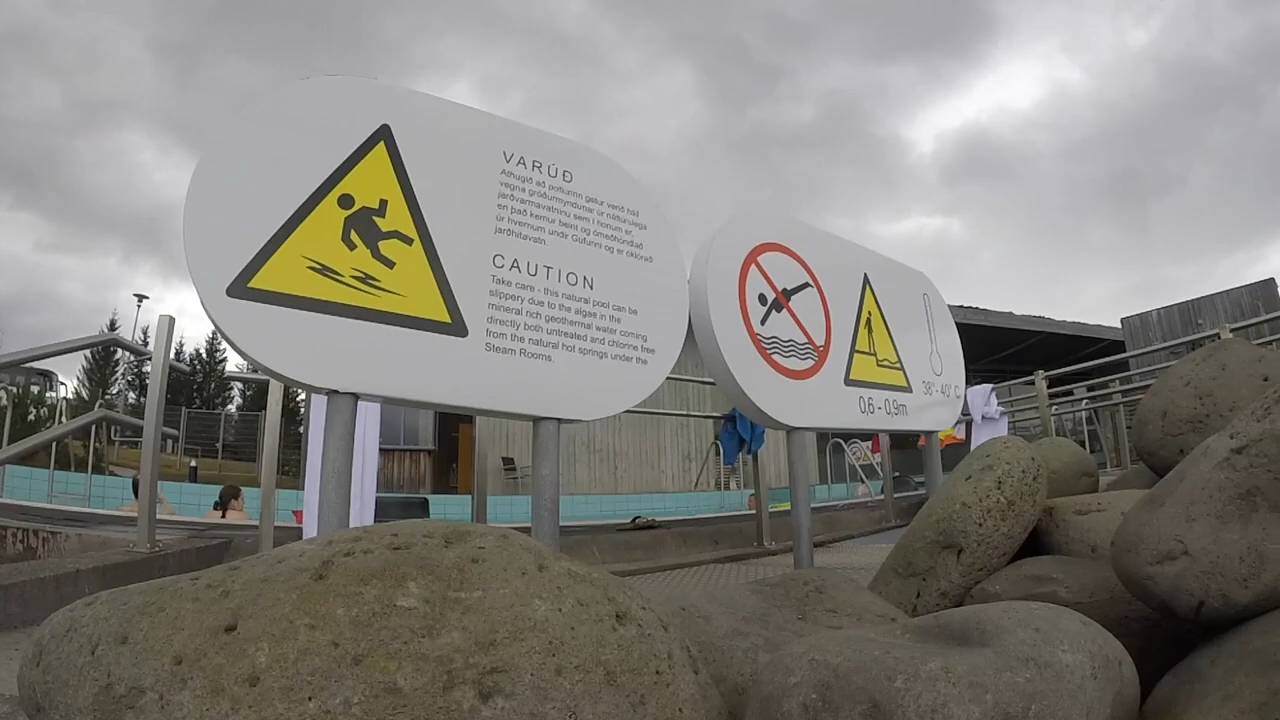 VARÚÐ
Athugið að potturinn getur verið háll
vegna gróðurmyndunar úr náttúrulega
jarðvarmavatninu sem í honum er,
en það kemur beint og ómeðhöndlað
úr hvernum undir Gufunni og er óklórað
jarðhitavatn.
CAUTION
Take care - this natural pool can be
slippery due to the algae in the
mineral rich geothermal water coming
directly both untreated and chlorine free
from the natural hot springs under the
Steam Rooms.
0,6 - 0,9m
38° - 40° C